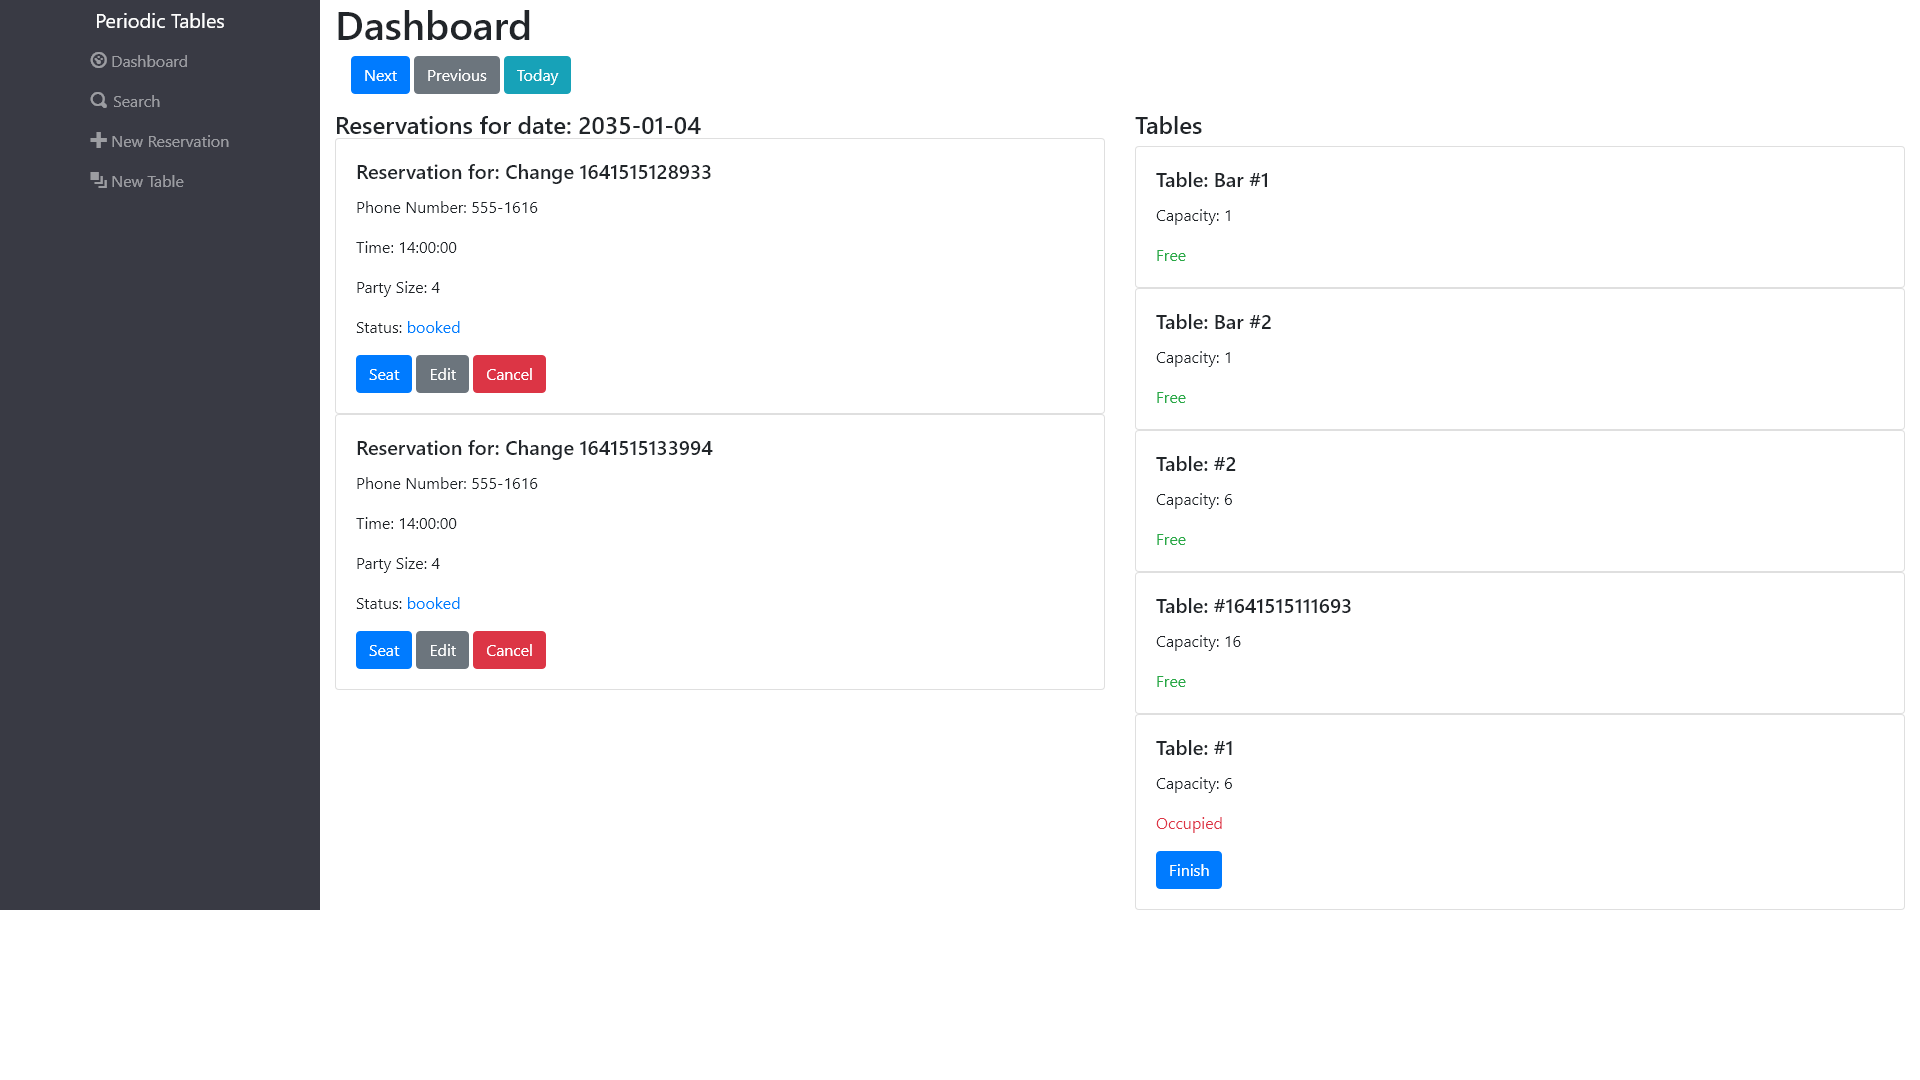 Periodic Tables
Dashboard
Search
New Reservation
New Table
Dashboard
Next Previous Today
Reservations for date: 2035-01-04
Reservation for: Change 1641515128933
Phone Number: 555-1616
Time: 14:00:00
Party Size: 4
Status: booked
Seat Edit Cancel
Reservation for: Change 1641515133994
Phone Number: 555-1616
Time: 14:00:00
Party Size: 4
Status: booked
Seat Edit Cancel
Tables
Table: Bar #1
Capacity: 1
Free
Table: Bar #2
Capacity: 1
Free
Table: #2
Capacity: 6
Free
Table: #1641515111693
Capacity: 16
Free
Table: #1
Capacity: 6
Occupied
Finish